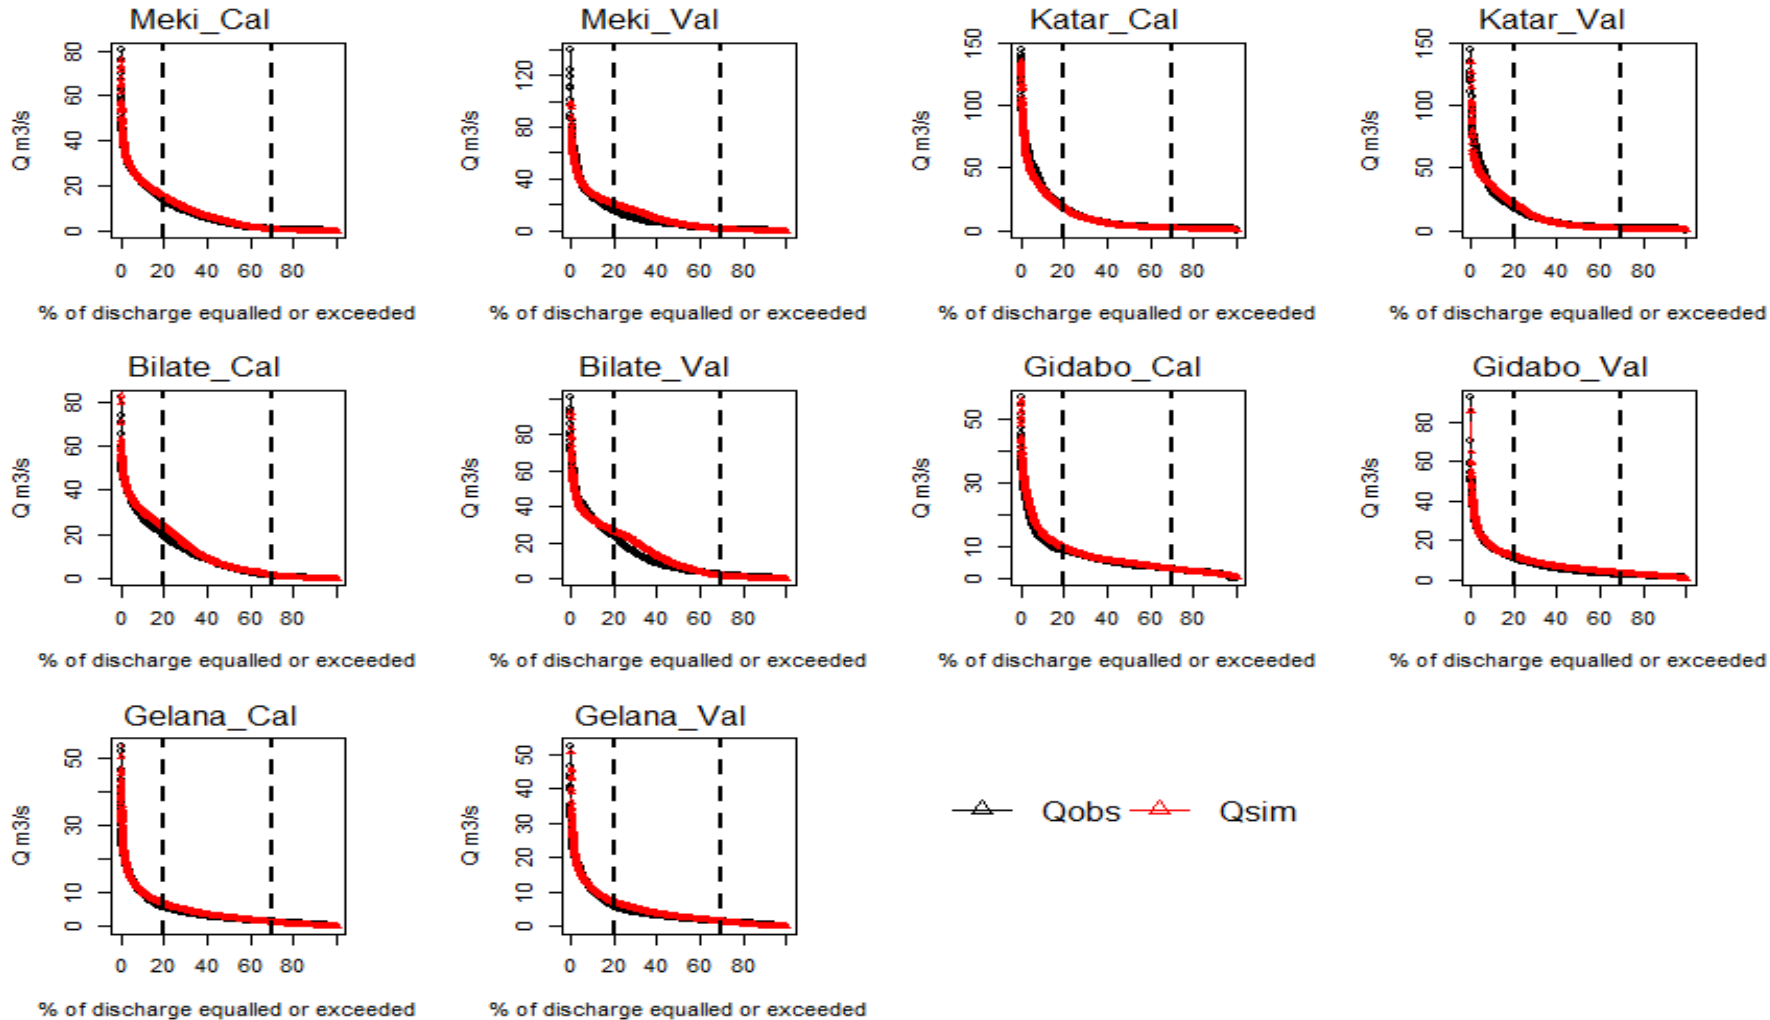 Meki_Cal Meki_Val Katar_Cal Katar_Val
Q m3/s Q m3/s Q m3/s Q m3/s
80 120 150 150
60 80 100 100
40 40 50 50
20 0 0 0
0
0 20 40 60 80 0 20 40 60 80 0 20 40 60 80 0 20 40 60 80
% of discharge equalled or exceeded % of discharge equalled or exceeded % of discharge equalled or exceeded % of discharge equalled or exceeded
Bilate_Cal Bilate_Val Gidabo_Cal Gidabo_Val
Q m3/s Q m3/s Q m3/s Q m3/s
80 80 50 80
60 60 30 60
40 40 10 40
20 20 0 20
0 0 0
0 20 40 60 80 0 20 40 60 80 0 20 40 60 80 0 20 40 60 80
% of discharge equalled or exceeded % of discharge equalled or exceeded % of discharge equalled or exceeded % of discharge equalled or exceeded
Gelana_Cal Gelana_Val
Q m3/s Q m3/s
50 50
30 40
10 30
0 20
10
0
0 20 40 60 80 0 20 40 60 80
% of discharge equalled or exceeded % of discharge equalled or exceeded
Qobs Qsim